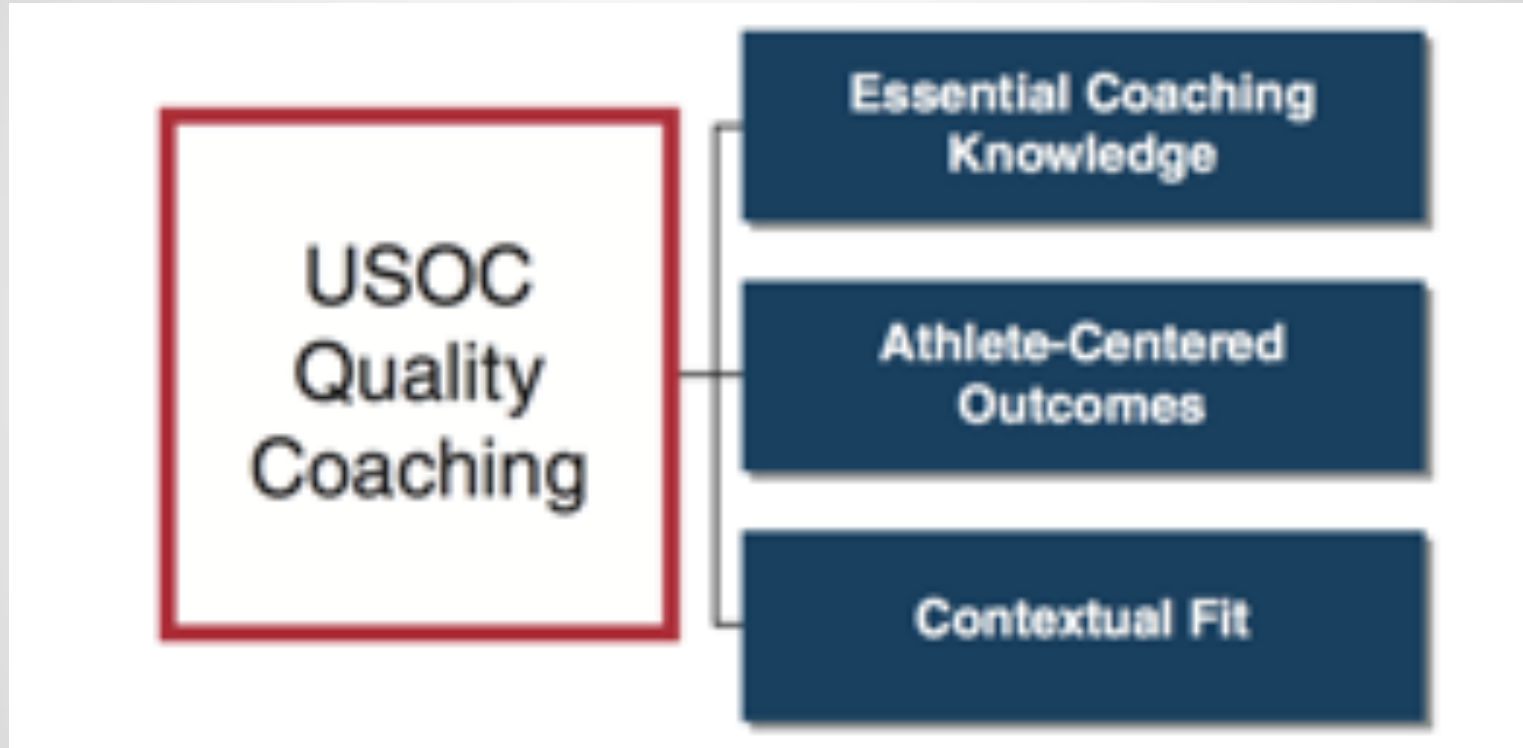 USOC
Quality
Coaching
Essential Coaching
Knowledge
Athlete-Centered
Outcomes
Contextual Fit